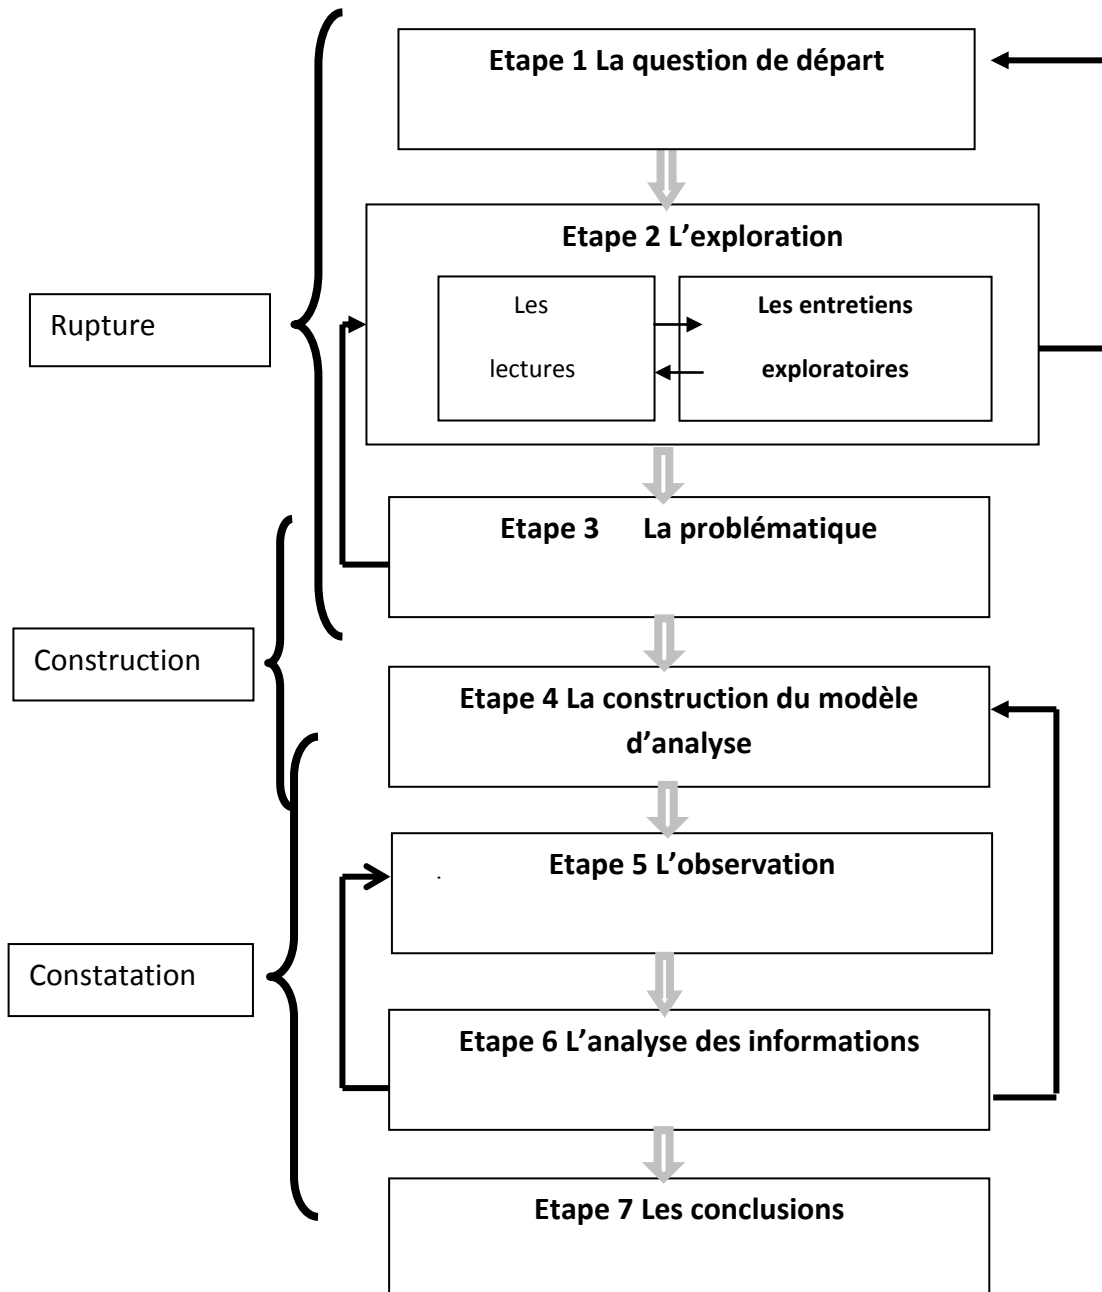 Etape 1 La question de départ
Etape 2 L’exploration
Les
lectures
Les entretiens
exploratoires
Rupture
Etape 3 La problématique
Construction
Etape 4 La construction du modèle
d’analyse
Etape 5 L’observation
.
Constatation
Etape 6 L’analyse des informations
Etape 7 Les conclusions